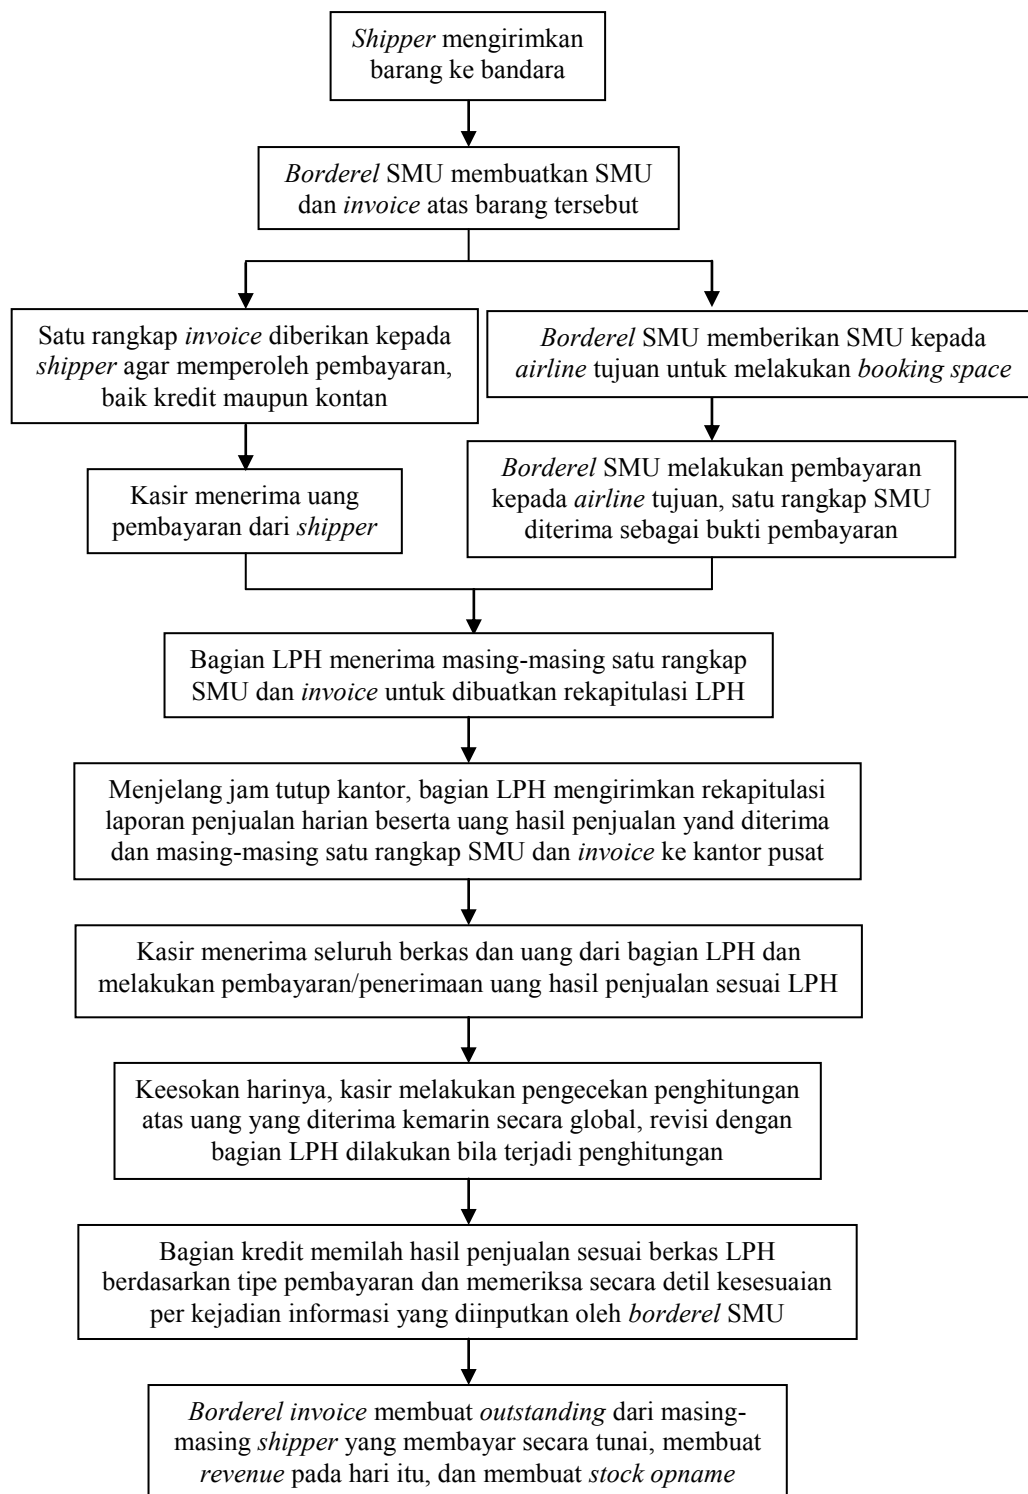 Shipper mengirimkan
barang ke bandara
Borderel SMU membuatkan SMU
dan invoice atas barang tersebut
Satu rangkap invoice diberikan kepada
shipper agar memperoleh pembayaran,
baik kredit maupun kontan
Borderel SMU memberikan SMU kepada
airline tujuan untuk melakukan booking space
Kasir menerima uang
pembayaran dari shipper
Borderel SMU melakukan pembayaran
kepada airline tujuan, satu rangkap SMU
diterima sebagai bukti pembayaran
Bagian LPH menerima masing-masing satu rangkap
SMU dan invoice untuk dibuatkan rekapitulasi LPH
Menjelang jam tutup kantor, bagian LPH mengirimkan rekapitulasi
laporan penjualan harian beserta uang hasil penjualan yand diterima
dan masing-masing satu rangkap SMU dan invoice ke kantor pusat
Kasir menerima seluruh berkas dan uang dari bagian LPH dan
melakukan pembayaran/penerimaan uang hasil penjualan sesuai LPH
Keesokan harinya, kasir melakukan pengecekan penghitungan
atas uang yang diterima kemarin secara global, revisi dengan
bagian LPH dilakukan bila terjadi penghitungan
Bagian kredit memilah hasil penjualan sesuai berkas LPH
berdasarkan tipe pembayaran dan memeriksa secara detil kesesuaian
per kejadian informasi yang diinputkan oleh borderel SMU
Borderel invoice membuat outstanding dari masing-
masing shipper yang membayar secara tunai, membuat
revenue pada hari itu, dan membuat stock opname